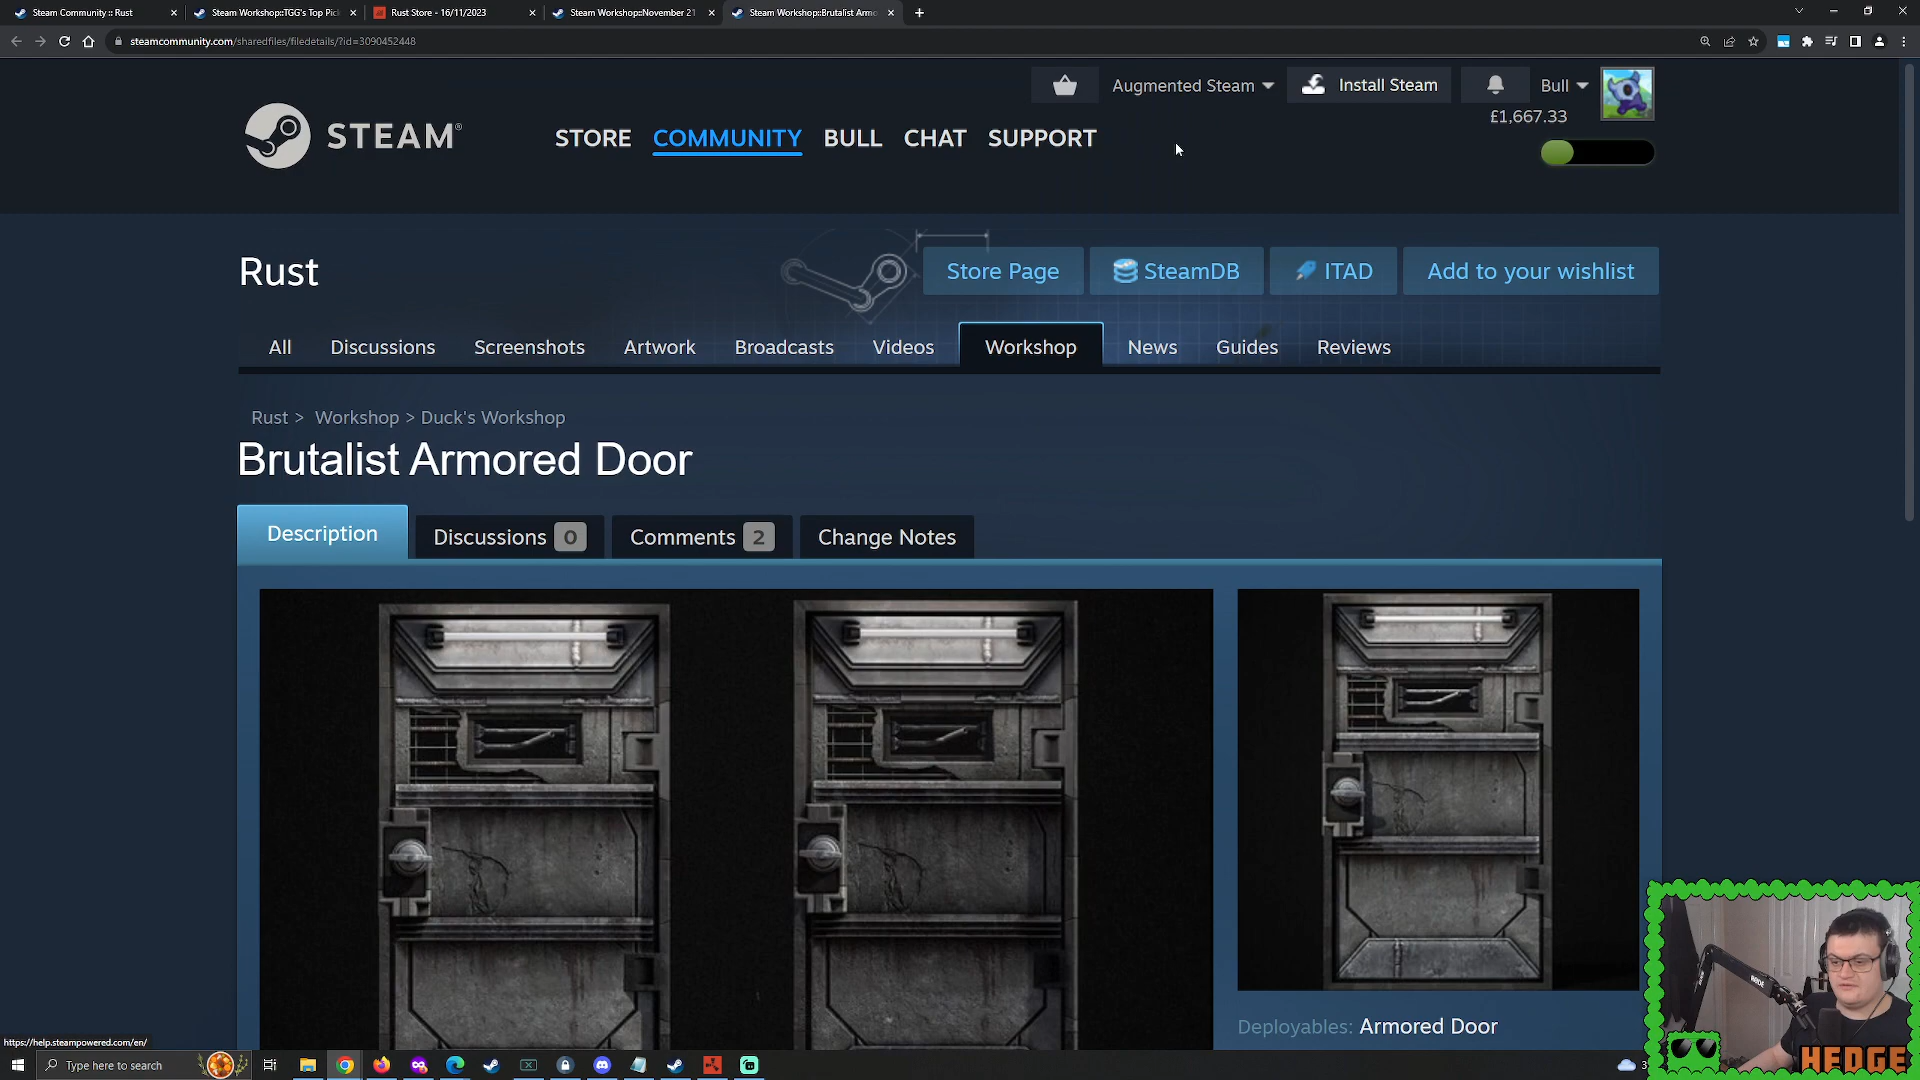 Steam Community :: Rust
Steam Workshop::TGG's Top Pic
Rust Store - 16/11/2023
Steam Workshop::November 21
Steam Workshop::Brutalist Armo
steamcommunity.com/sharedfiles/filedetails/?id=3090452448
Augmented Steam
Install Steam
Bull
£1,667.33
STEAM®
STORE COMMUNITY BULL CHAT SUPPORT
Rust
Store Page
SteamDB
ITAD
Add to your wishlist
All Discussions Screenshots Artwork Broadcasts Videos Workshop News Guides Reviews
Rust > Workshop > Duck's Workshop
Brutalist Armored Door
Description
Discussions 0
Comments 2
Change Notes
Deployables: Armored Door
https://help.steampowered.com/en/
Type here to search
HEDGE